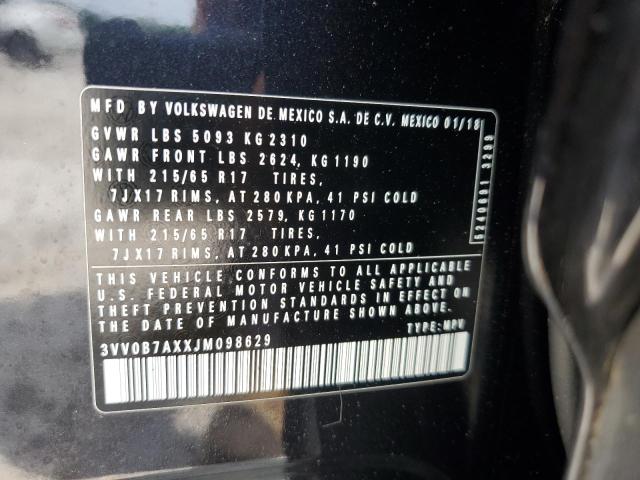 MFD BY VOLKSWAGEN DE MEXICO S.A. DE C.V. MEXICO 01/18
GVWR LBS 5093 KG 2310
GAWR FRONT LBS 2624, KG 1190
WITH 215/65 R17 TIRES,
7JX17 RIMS, AT 280 KPA, 41 PSI COLD
GAWR REAR LBS 2579, KG 1170
WITH 215/65 R17 TIRES,
7JX17 RIMS, AT 280 KPA, 41 PSI COLD
5240001 3299
THIS VEHICLE CONFORMS TO ALL APPLICABLE
U.S. FEDERAL MOTOR VEHICLE SAFETY AND
THEFT PREVENTION STANDARDS IN EFFECT ON
THE DATE OF MANUFACTURE SHOWN ABOVE
3VV0B7AXXJM098629 TYPE: MPV